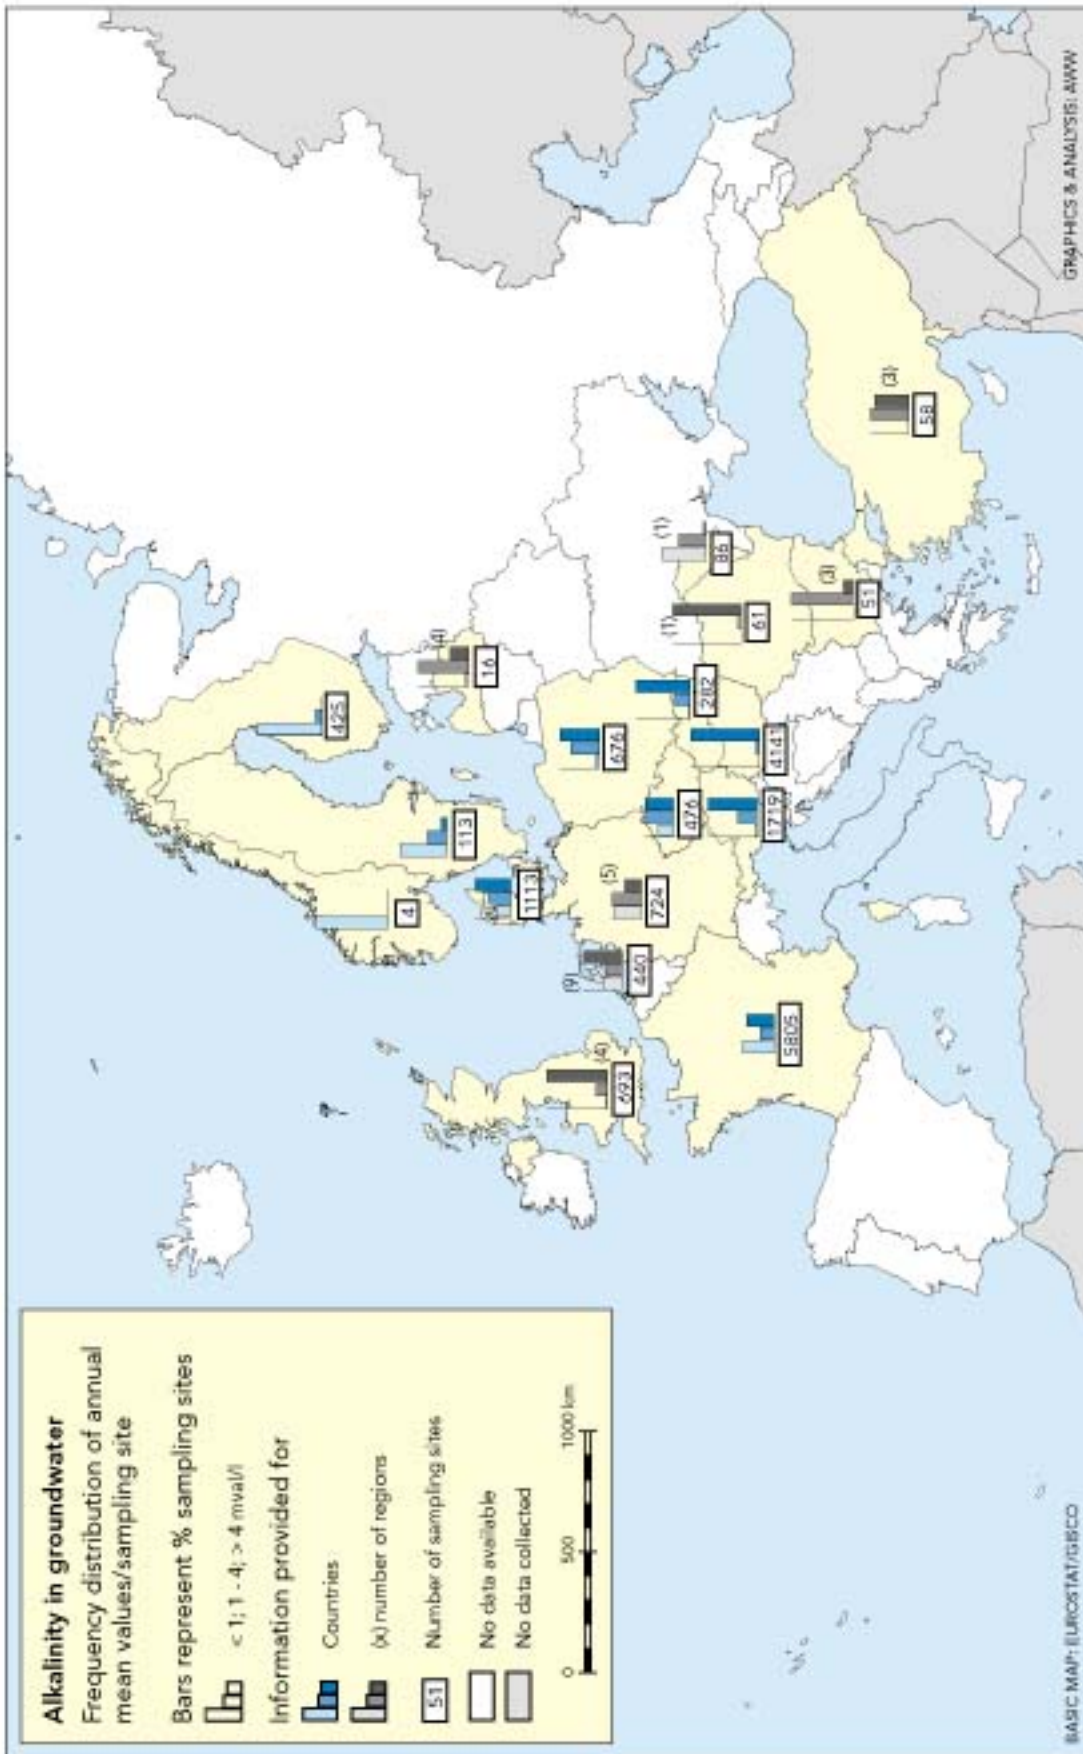 Alkalinity in groundwater
Frequency distribution of annual
mean values/sampling site
Bars represent % sampling sites
< 1; 1 - 4; > 4 mval/l
Information provided for
Countries
(x) number of regions
51 Number of sampling sites
No data available
No data collected
0 500 1000 km
425
113
4
(4)
16
1113
676
(9)
440
(5)
724
(4)
693
476
282
(1)
61
(1)
86
1719
4141
(3)
51
5805
(3)
58
BASIC MAP: EUROSTAT/GISCO
GRAPHICS & ANALYSIS: AWW